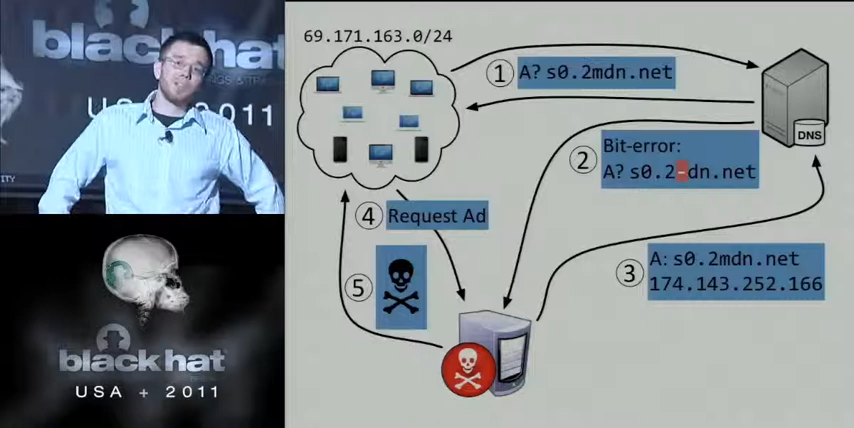 black hat
USA + 2011
69.171.163.0/24
① A? s0.2mdn.net
DNS
② Bit-error:
A? s0.2-dn.net
④ Request Ad
③ A: s0.2mdn.net
174.143.252.166
⑤
black hat
USA + 2011